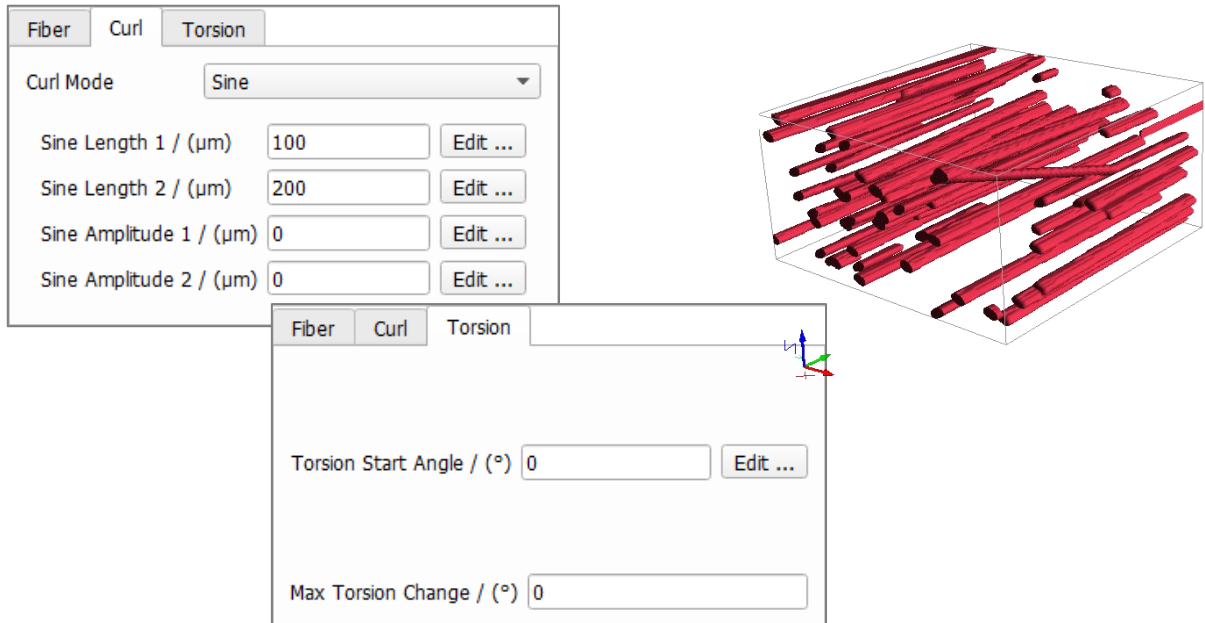 Fiber Curl Torsion
Curl Mode Sine
Sine Length 1 / (µm) 100 Edit ...
Sine Length 2 / (µm) 200 Edit ...
Sine Amplitude 1 / (µm) 0 Edit ...
Sine Amplitude 2 / (µm) 0 Edit ...
Fiber Curl Torsion
Torsion Start Angle / (°) 0 Edit ...
Max Torsion Change / (°) 0